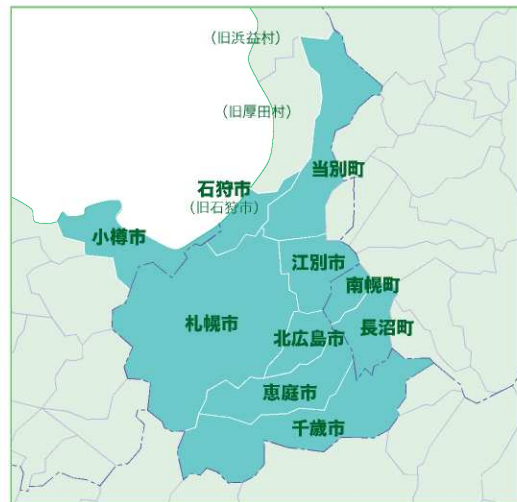 (旧浜益村)
(旧厚田村)
当別町
石狩市
(旧石狩市)
小樽市
江別市
南幌町
札幌市
長沼町
北広島市
恵庭市
千歳市